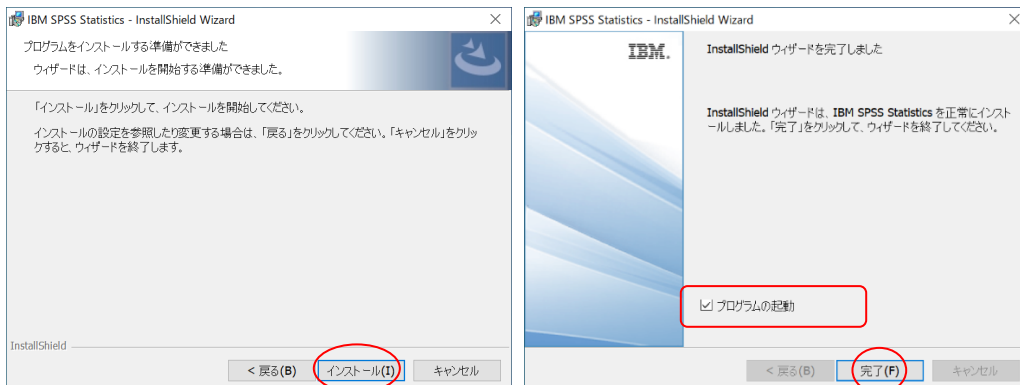 IBM SPSS Statistics - InstallShield Wizard
プログラムをインストールする準備ができました
ウィザードは、インストールを開始する準備ができました。
「インストール」をクリックして、インストールを開始してください。
インストールの設定を参照したり変更する場合は、「戻る」をクリックしてください。「キャンセル」をクリッ
クすると、ウィザードを終了します。
InstallShield
< 戻る(B)
インストール(I)
キャンセル
IBM SPSS Statistics - InstallShield Wizard
IBM.
InstallShield ウィザードを完了しました
InstallShield ウィザードは、IBM SPSS Statistics を正常にインスト
ールしました。「完了」をクリックして、ウィザードを終了してください。
プログラムの起動
< 戻る(B)
完了(F)
キャンセル